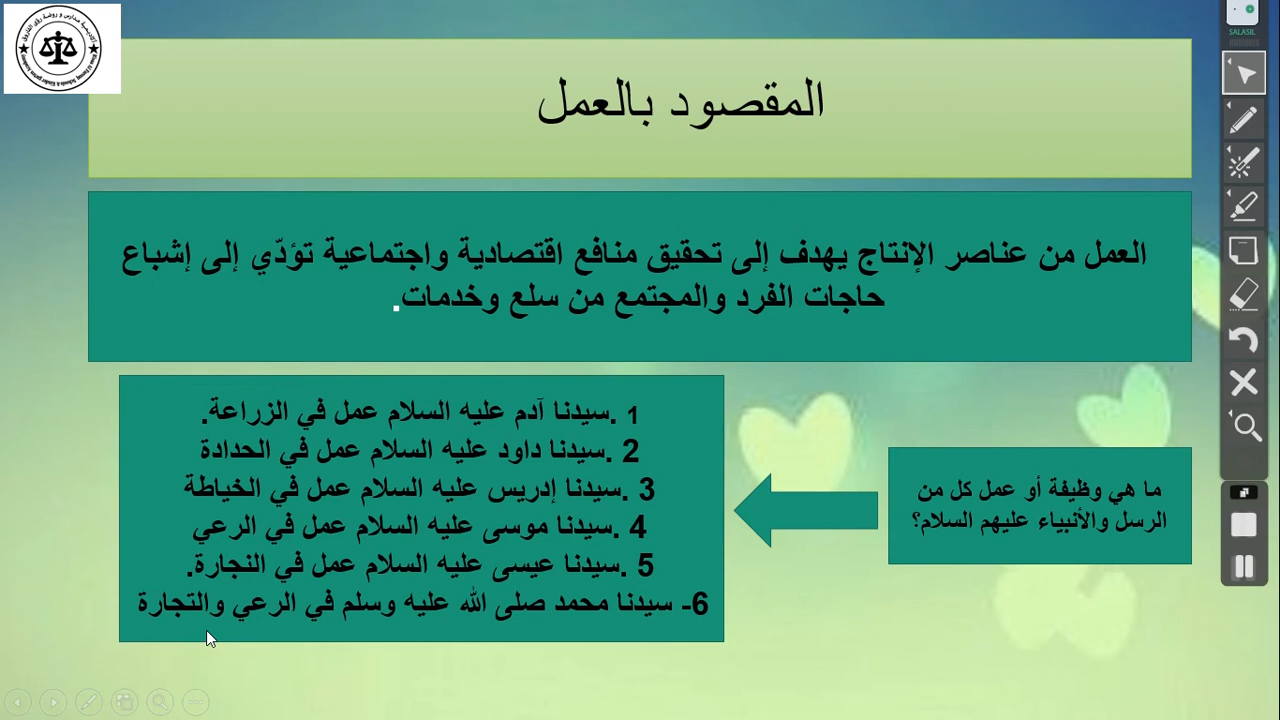 المقصود بالعمل
العمل من عناصر الإنتاج يهدف إلى تحقيق منافع اقتصادية واجتماعية تؤدّي إلى إشباع
حاجات الفرد والمجتمع من سلع وخدمات.
ما هي وظيفة أو عمل كل من
الرسل والأنبياء عليهم السلام؟
1 .سيدنا آدم عليه السلام عمل في الزراعة.
2 .سيدنا داود عليه السلام عمل في الحدادة
3 .سيدنا إدريس عليه السلام عمل في الخياطة
4 .سيدنا موسى عليه السلام عمل في الرعي
5 .سيدنا عيسى عليه السلام عمل في النجارة.
6- سيدنا محمد صلى الله عليه وسلم في الرعي والتجارة
SALASIL